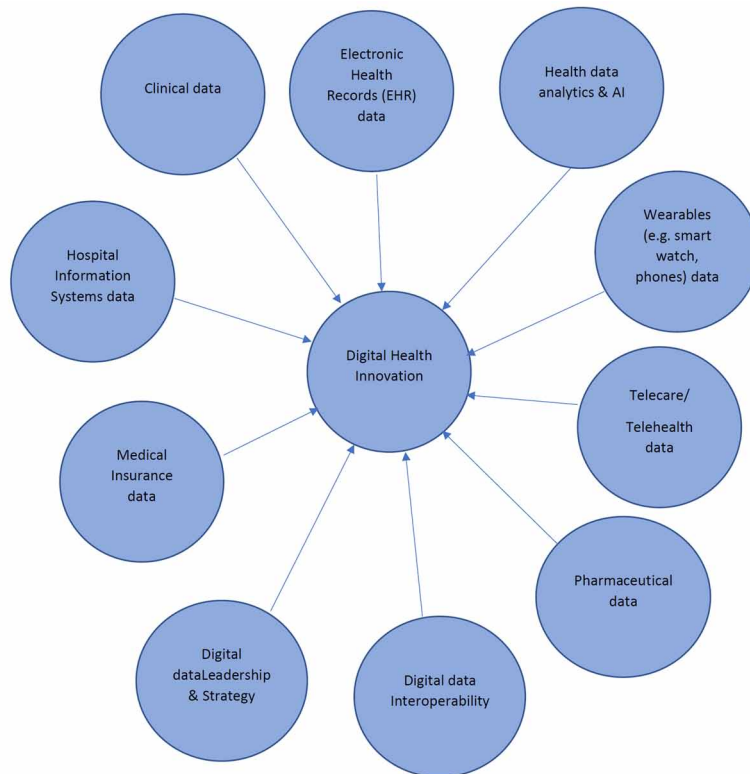 Clinical data
Electronic
Health
Records (EHR)
data
Health data
analytics & AI
Hospital
Information
Systems data
Wearables
(e.g. smart
watch,
phones) data
Digital Health
Innovation
Telecare/
Telehealth
data
Medical
Insurance
data
Pharmaceutical
data
Digital
dataLeadership
& Strategy
Digital data
Interoperability